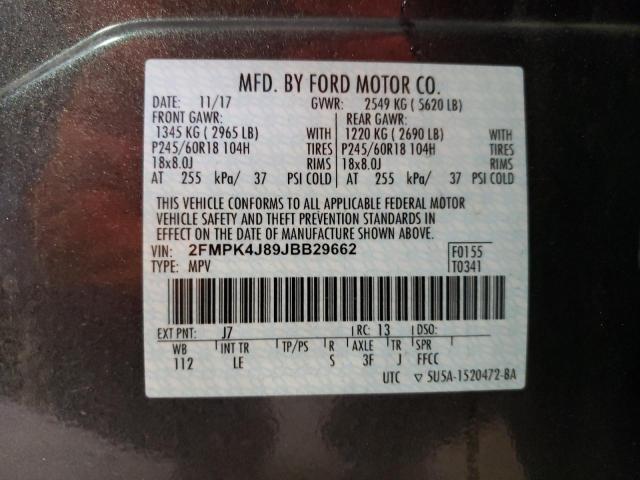 MFD. BY FORD MOTOR CO.
DATE: 11/17 GVWR: 2549 KG ( 5620 LB)
FRONT GAWR: REAR GAWR:
1345 KG ( 2965 LB) WITH 1220 KG ( 2690 LB) WITH
P245/60R18 104H TIRES P245/60R18 104H TIRES
18x8.0J RIMS 18x8.0J RIMS
AT 255 kPa/ 37 PSI COLD AT 255 kPa/ 37 PSI COLD
THIS VEHICLE CONFORMS TO ALL APPLICABLE FEDERAL MOTOR
VEHICLE SAFETY AND THEFT PREVENTION STANDARDS IN
EFFECT ON THE DATE OF MANUFACTURE SHOWN ABOVE.
VIN: 2FMPK4J89JBB29662 F0155
TYPE: MPV T0341
EXT PNT: J7 RC: 13 DSO:
WB INT TR TP/PS R AXLE TR SPR
112 LE S 3F J FFCC
UTC ▽ 5U5A-1520472-BA